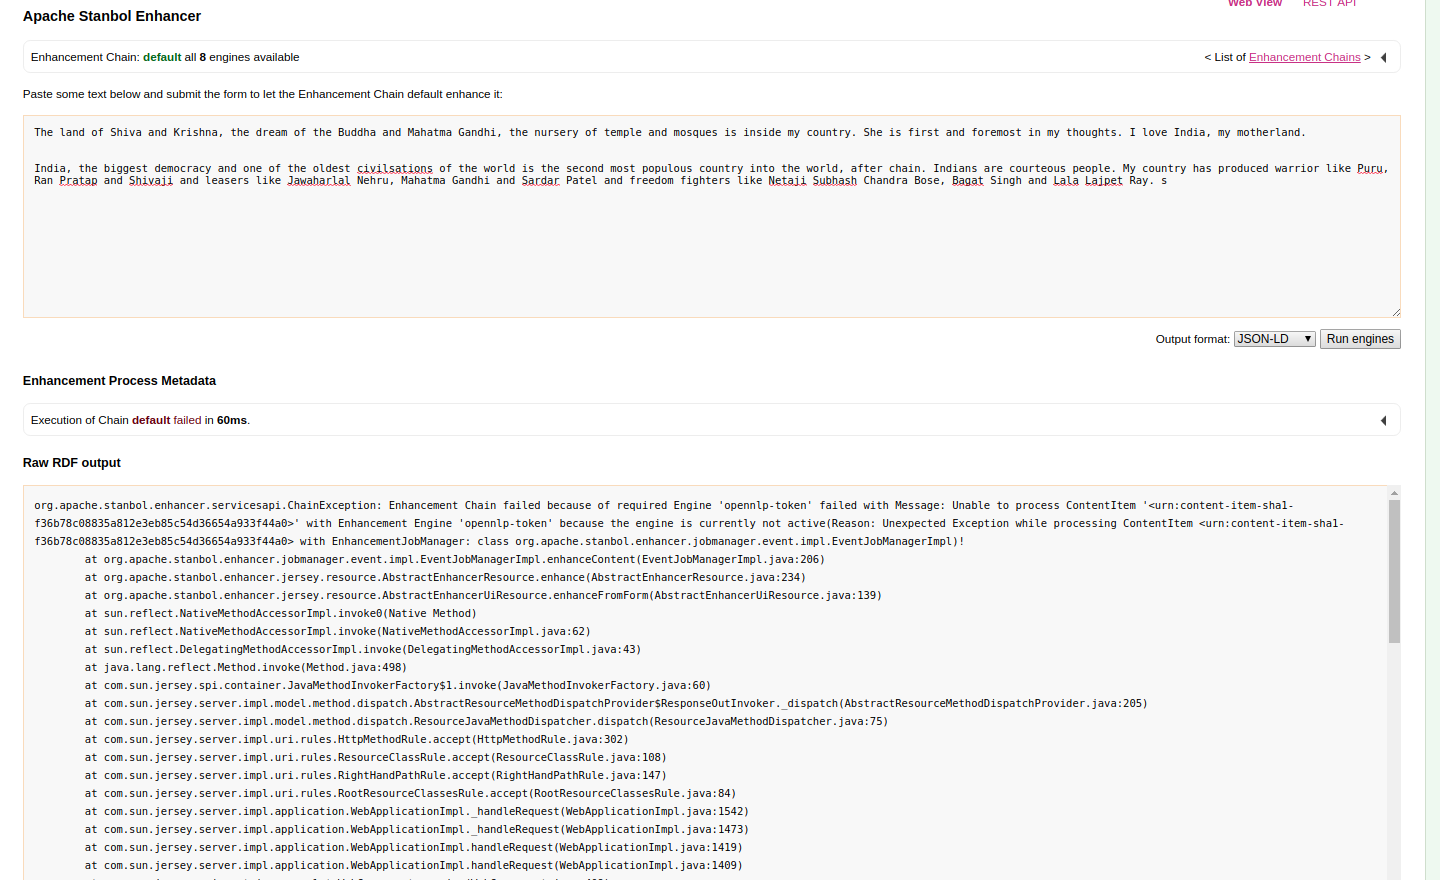 Web View REST API
Apache Stanbol Enhancer
Enhancement Chain: default all 8 engines available < List of Enhancement Chains >
Paste some text below and submit the form to let the Enhancement Chain default enhance it:
The land of Shiva and Krishna, the dream of the Buddha and Mahatma Gandhi, the nursery of temple and mosques is inside my country. She is first and foremost in my thoughts. I love India, my motherland.
India, the biggest democracy and one of the oldest civilsations of the world is the second most populous country into the world, after chain. Indians are courteous people. My country has produced warrior like Puru,
Ran Pratap and Shivaji and leasers like Jawaharlal Nehru, Mahatma Gandhi and Sardar Patel and freedom fighters like Netaji Subhash Chandra Bose, Bagat Singh and Lala Lajpet Ray. s
Output format: JSON-LD Run engines
Enhancement Process Metadata
Execution of Chain default failed in 60ms.
Raw RDF output
org.apache.stanbol.enhancer.servicesapi.ChainException: Enhancement Chain failed because of required Engine 'opennlp-token' failed with Message: Unable to process ContentItem '<urn:content-item-sha1-
f36b78c08835a812e3eb85c54d36654a933f44a0>' with Enhancement Engine 'opennlp-token' because the engine is currently not active(Reason: Unexpected Exception while processing ContentItem <urn:content-item-sha1-
f36b78c08835a812e3eb85c54d36654a933f44a0> with EnhancementJobManager: class org.apache.stanbol.enhancer.jobmanager.event.impl.EventJobManagerImpl)!
at org.apache.stanbol.enhancer.jobmanager.event.impl.EventJobManagerImpl.enhanceContent(EventJobManagerImpl.java:206)
at org.apache.stanbol.enhancer.jersey.resource.AbstractEnhancerResource.enhance(AbstractEnhancerResource.java:234)
at org.apache.stanbol.enhancer.jersey.resource.AbstractEnhancerUiResource.enhanceFromForm(AbstractEnhancerUiResource.java:139)
at sun.reflect.NativeMethodAccessorImpl.invoke0(Native Method)
at sun.reflect.NativeMethodAccessorImpl.invoke(NativeMethodAccessorImpl.java:62)
at sun.reflect.DelegatingMethodAccessorImpl.invoke(DelegatingMethodAccessorImpl.java:43)
at java.lang.reflect.Method.invoke(Method.java:498)
at com.sun.jersey.spi.container.JavaMethodInvokerFactory$1.invoke(JavaMethodInvokerFactory.java:60)
at com.sun.jersey.server.impl.model.method.dispatch.AbstractResourceMethodDispatchProvider$ResponseOutInvoker._dispatch(AbstractResourceMethodDispatchProvider.java:205)
at com.sun.jersey.server.impl.model.method.dispatch.ResourceJavaMethodDispatcher.dispatch(ResourceJavaMethodDispatcher.java:75)
at com.sun.jersey.server.impl.uri.rules.HttpMethodRule.accept(HttpMethodRule.java:302)
at com.sun.jersey.server.impl.uri.rules.ResourceClassRule.accept(ResourceClassRule.java:108)
at com.sun.jersey.server.impl.uri.rules.RightHandPathRule.accept(RightHandPathRule.java:147)
at com.sun.jersey.server.impl.uri.rules.RootResourceClassesRule.accept(RootResourceClassesRule.java:84)
at com.sun.jersey.server.impl.application.WebApplicationImpl._handleRequest(WebApplicationImpl.java:1542)
at com.sun.jersey.server.impl.application.WebApplicationImpl._handleRequest(WebApplicationImpl.java:1473)
at com.sun.jersey.server.impl.application.WebApplicationImpl.handleRequest(WebApplicationImpl.java:1419)
at com.sun.jersey.server.impl.application.WebApplicationImpl.handleRequest(WebApplicationImpl.java:1409)